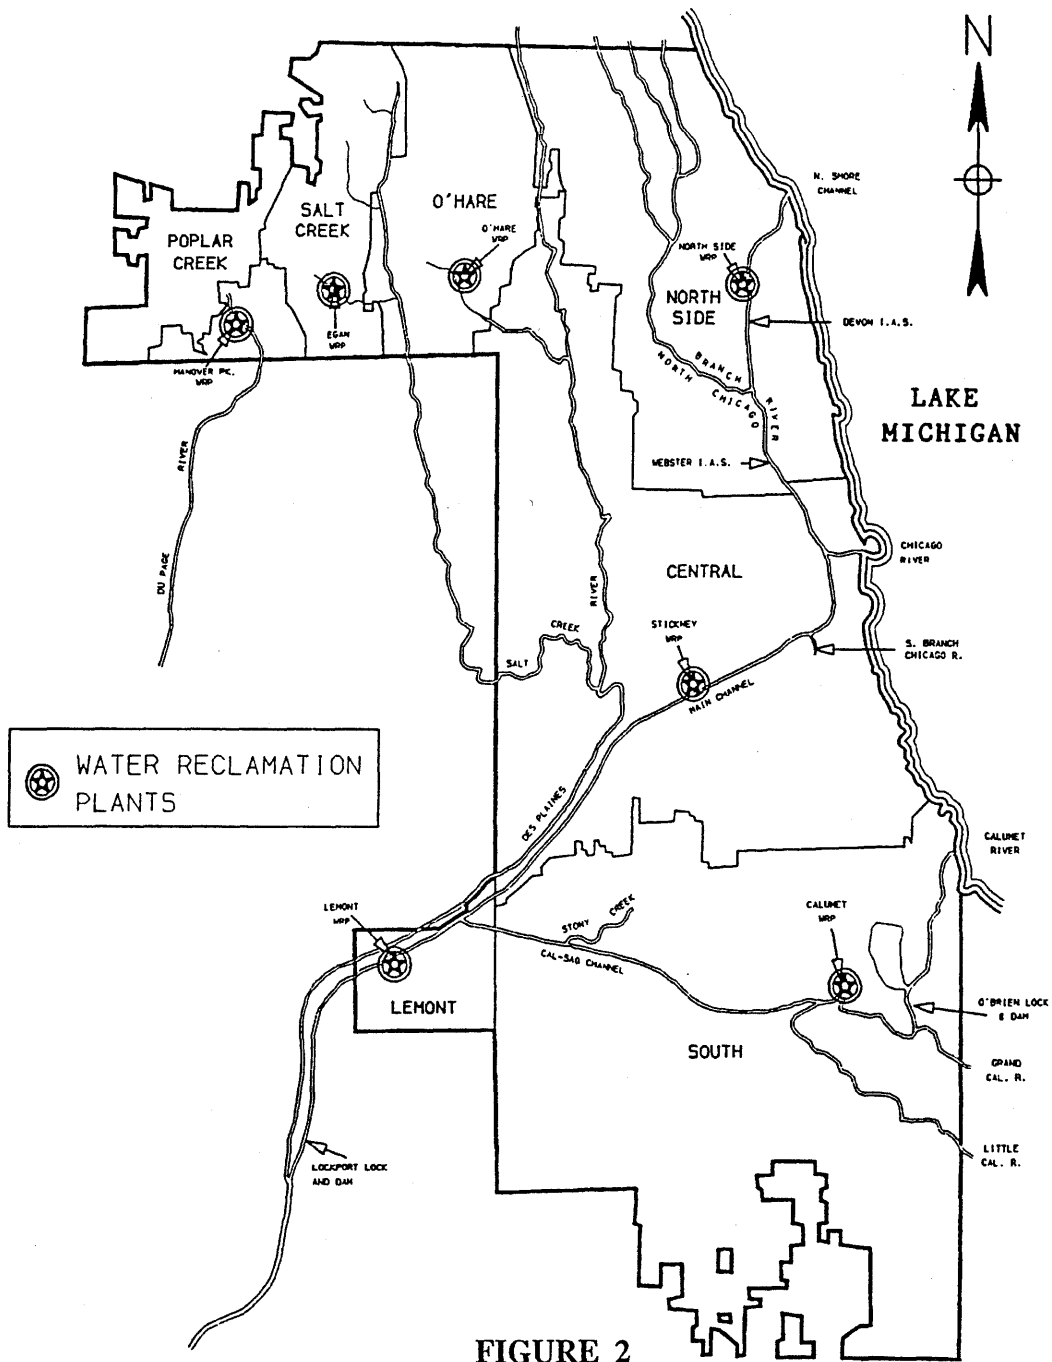 N
N. SHORE
CHANNEL
SALT
CREEK
O'HARE
O'HARE
WRP
POPLAR
CREEK
NORTH SIDE
WRP
NORTH
SIDE
EGAN
WRP
DEVON I.A.S.
HANOVER PK.
WRP
NORTH BRANCH
CHICAGO RIVER
LAKE
MICHIGAN
RIVER
DU PAGE
WEBSTER I.A.S.
CHICAGO
RIVER
CENTRAL
RIVER
STICKNEY
WRP
CREEK
SALT
S. BRANCH
CHICAGO R.
MAIN CHANNEL
WATER RECLAMATION
PLANTS
DES PLAINES
CALUMET
RIVER
LEMONT
WRP
STONY CREEK
CALUMET
WRP
CAL-SAG CHANNEL
LEMONT
O'BRIEN LOCK
& DAM
SOUTH
GRAND
CAL. R.
LITTLE
CAL. R.
LOCKPORT LOCK
AND DAM
FIGURE 2